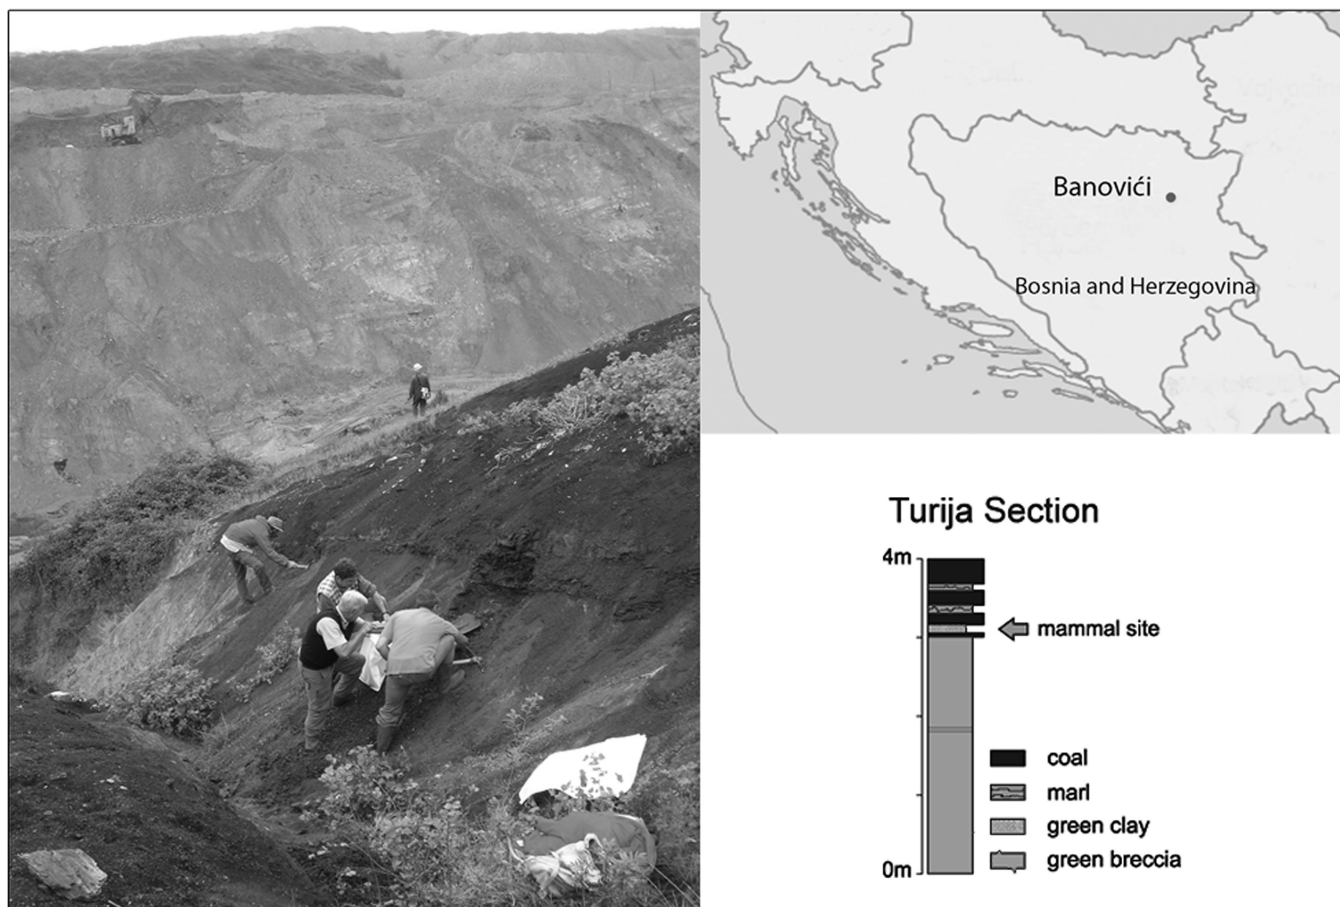 Banovići
Bosnia and Herzegovina
Turija Section
4m
mammal site
coal
marl
green clay
green breccia
0m